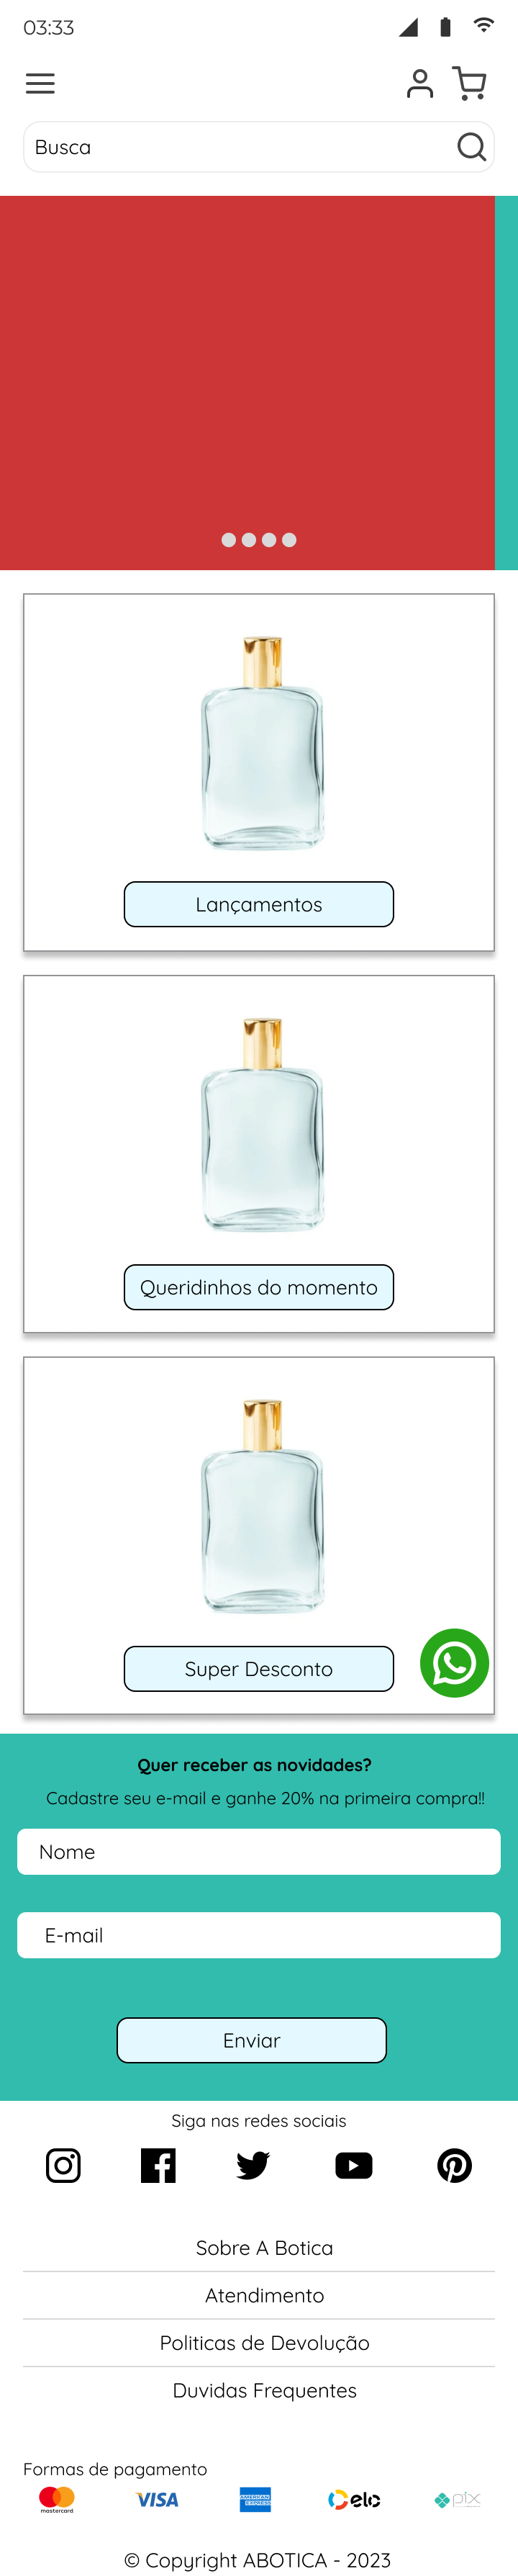 03:33
Busca
Lançamentos
Queridinhos do momento
Super Desconto
Quer receber as novidades?
Cadastre seu e-mail e ganhe 20% na primeira compra!!
Nome
E-mail
Enviar
Siga nas redes sociais
Sobre A Botica
Atendimento
Politicas de Devolução
Duvidas Frequentes
Formas de pagamento
mastercard VISA AMERICAN EXPRESS elo pix
© Copyright ABOTICA - 2023